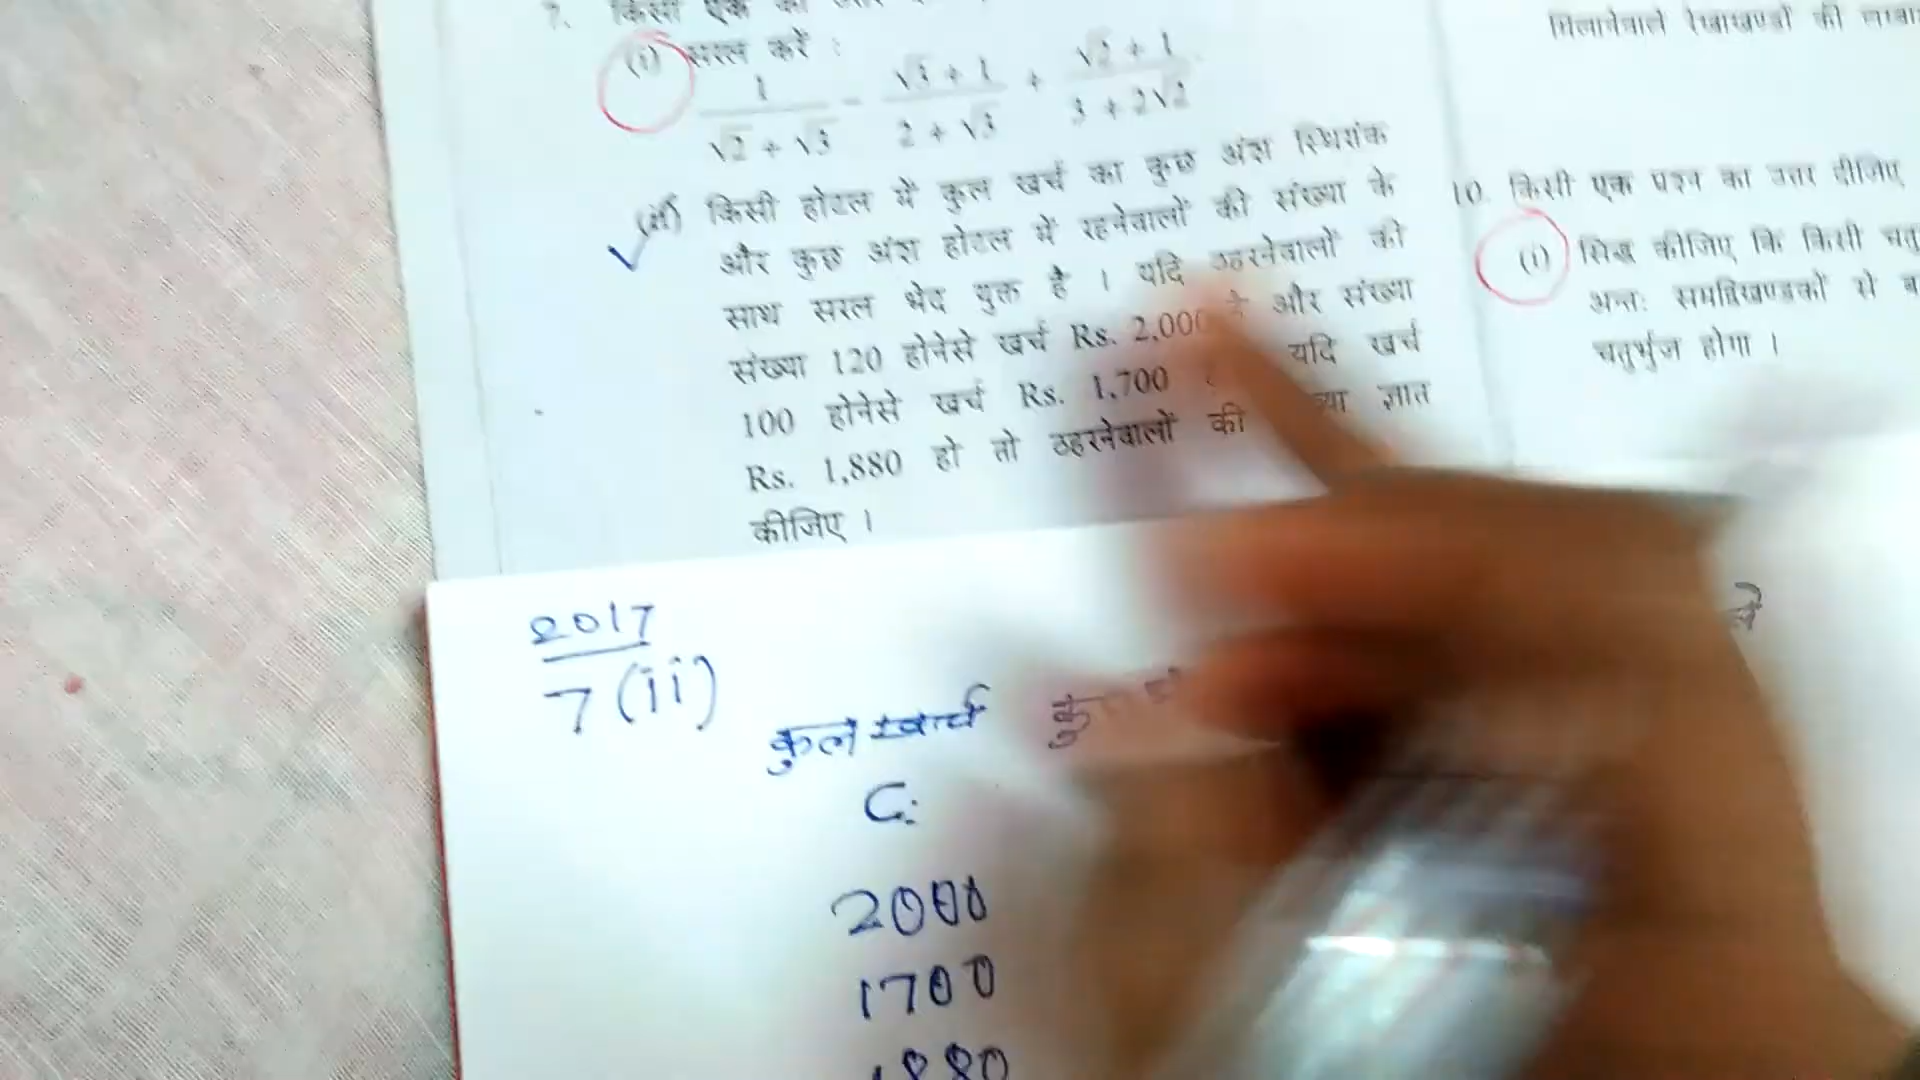 7. किसी एक का
(i) सरल करें :
1/(√2 + √3) - (√3 + 1)/(2 + √3) + (√2 + 1)/(3 + 2√2)
(ii) किसी होटल में कुल खर्च का कुछ अंश स्थिरांक
और कुछ अंश होटल में रहनेवालों की संख्या के
साथ सरल भेद युक्त है । यदि ठहरनेवालों की
संख्या 120 होनेसे खर्च Rs. 2,000 और संख्या
100 होनेसे खर्च Rs. 1,700 यदि खर्च
Rs. 1,880 हो तो ठहरनेवालों की ज्ञात
कीजिए ।
मिलानेवाले रेखाखण्डों की
10. किसी एक प्रश्न का उत्तर दीजिए
(i) सिद्ध कीजिए कि किसी
अन्तः समद्विखण्डकों से
चतुर्भुज होगा ।
2017
7 (ii)
कुल खर्च
C:
2000
1700
1880